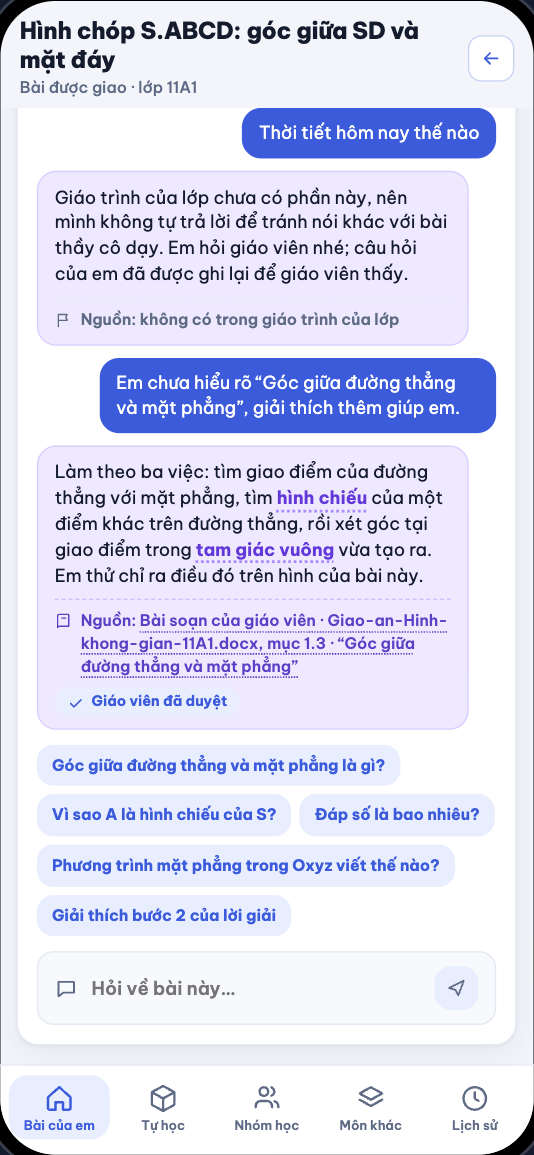 Hình chóp S.ABCD: góc giữa SD và
mặt đáy
Bài được giao · lớp 11A1
Thời tiết hôm nay thế nào
Giáo trình của lớp chưa có phần này, nên
mình không tự trả lời để tránh nói khác với bài
thầy cô dạy. Em hỏi giáo viên nhé; câu hỏi
của em đã được ghi lại để giáo viên thấy.
Nguồn: không có trong giáo trình của lớp
Em chưa hiểu rõ “Góc giữa đường thẳng
và mặt phẳng”, giải thích thêm giúp em.
Làm theo ba việc: tìm giao điểm của đường
thẳng với mặt phẳng, tìm hình chiếu của một
điểm khác trên đường thẳng, rồi xét góc tại
giao điểm trong tam giác vuông vừa tạo ra.
Em thử chỉ ra điều đó trên hình của bài này.
Nguồn: Bài soạn của giáo viên · Giao-an-Hinh-
khong-gian-11A1.docx, mục 1.3 · “Góc giữa
đường thẳng và mặt phẳng”
Giáo viên đã duyệt
Góc giữa đường thẳng và mặt phẳng là gì?
Vì sao A là hình chiếu của S? Đáp số là bao nhiêu?
Phương trình mặt phẳng trong Oxyz viết thế nào?
Giải thích bước 2 của lời giải
Hỏi về bài này...
Bài của em Tự học Nhóm học Môn khác Lịch sử